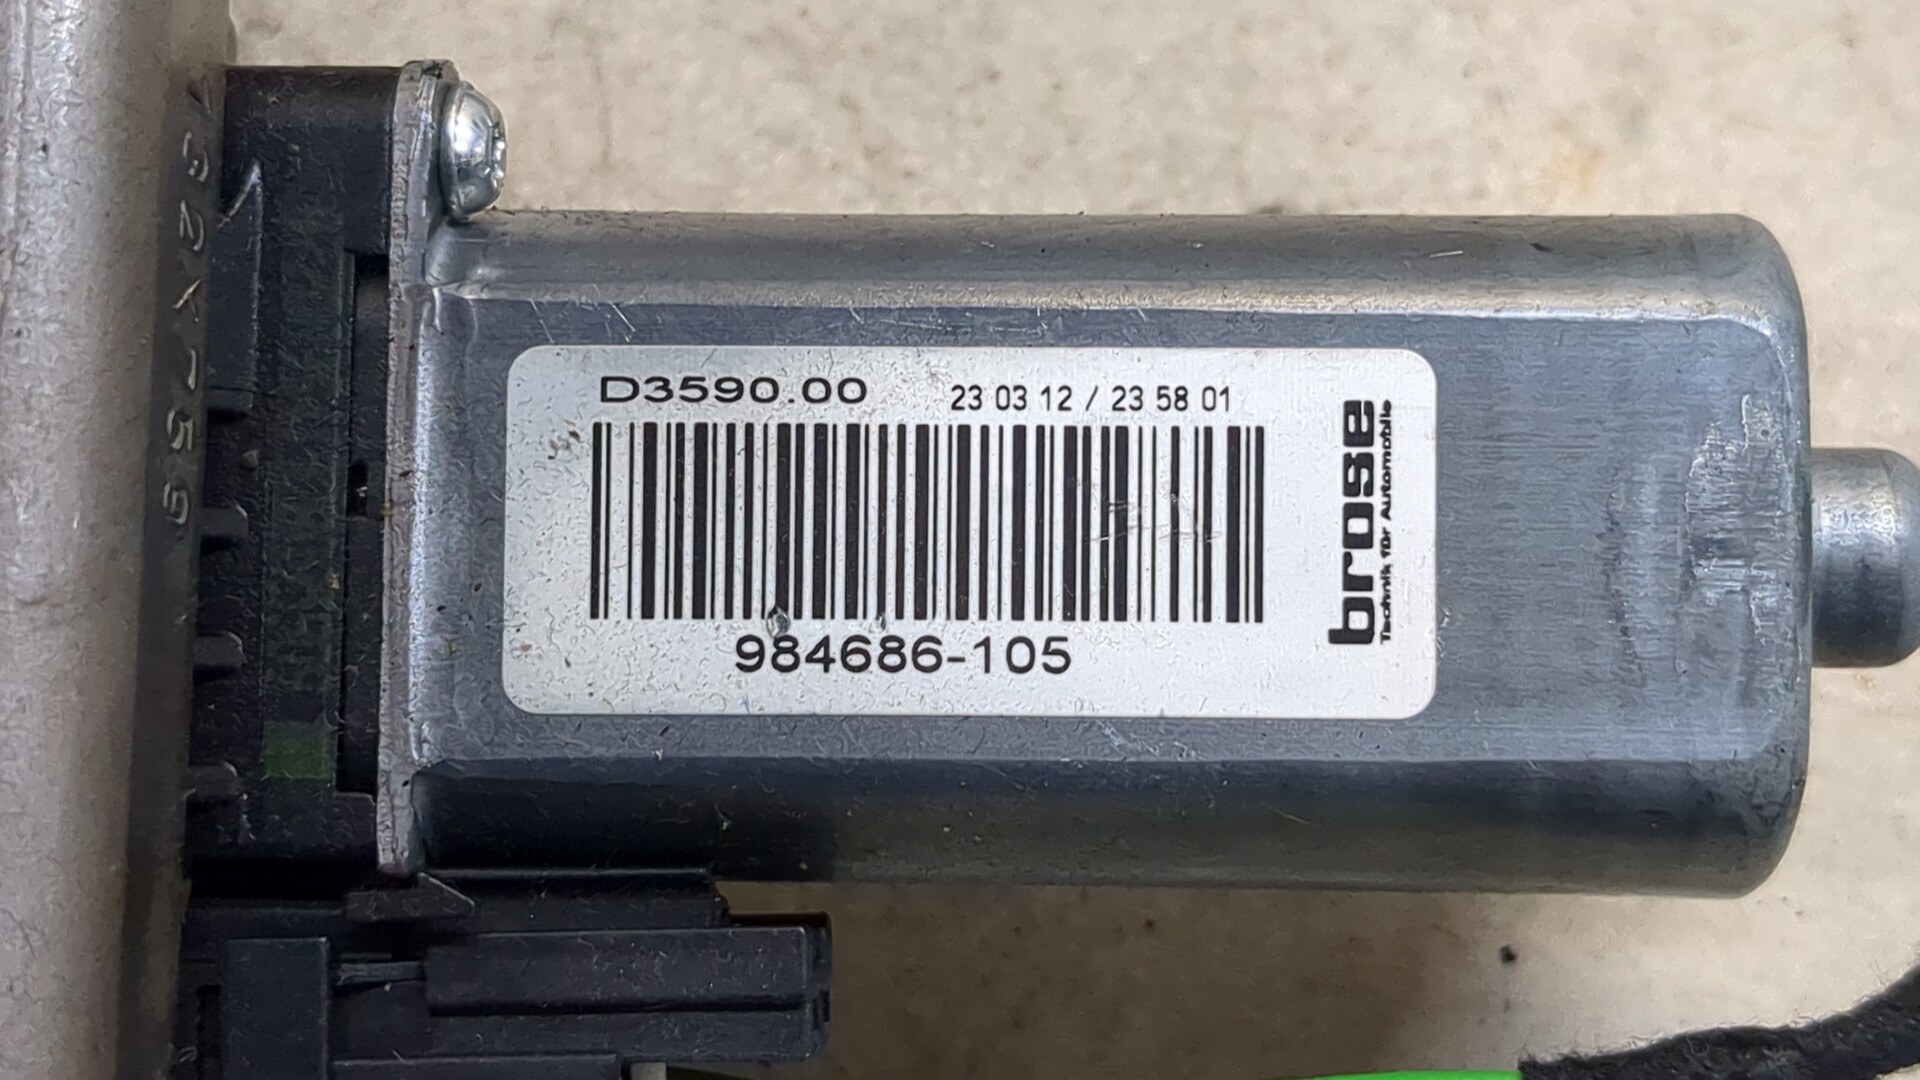 D3590.00
23 03 12 / 23 58 01
984686-105
brose
Technik für Automobile